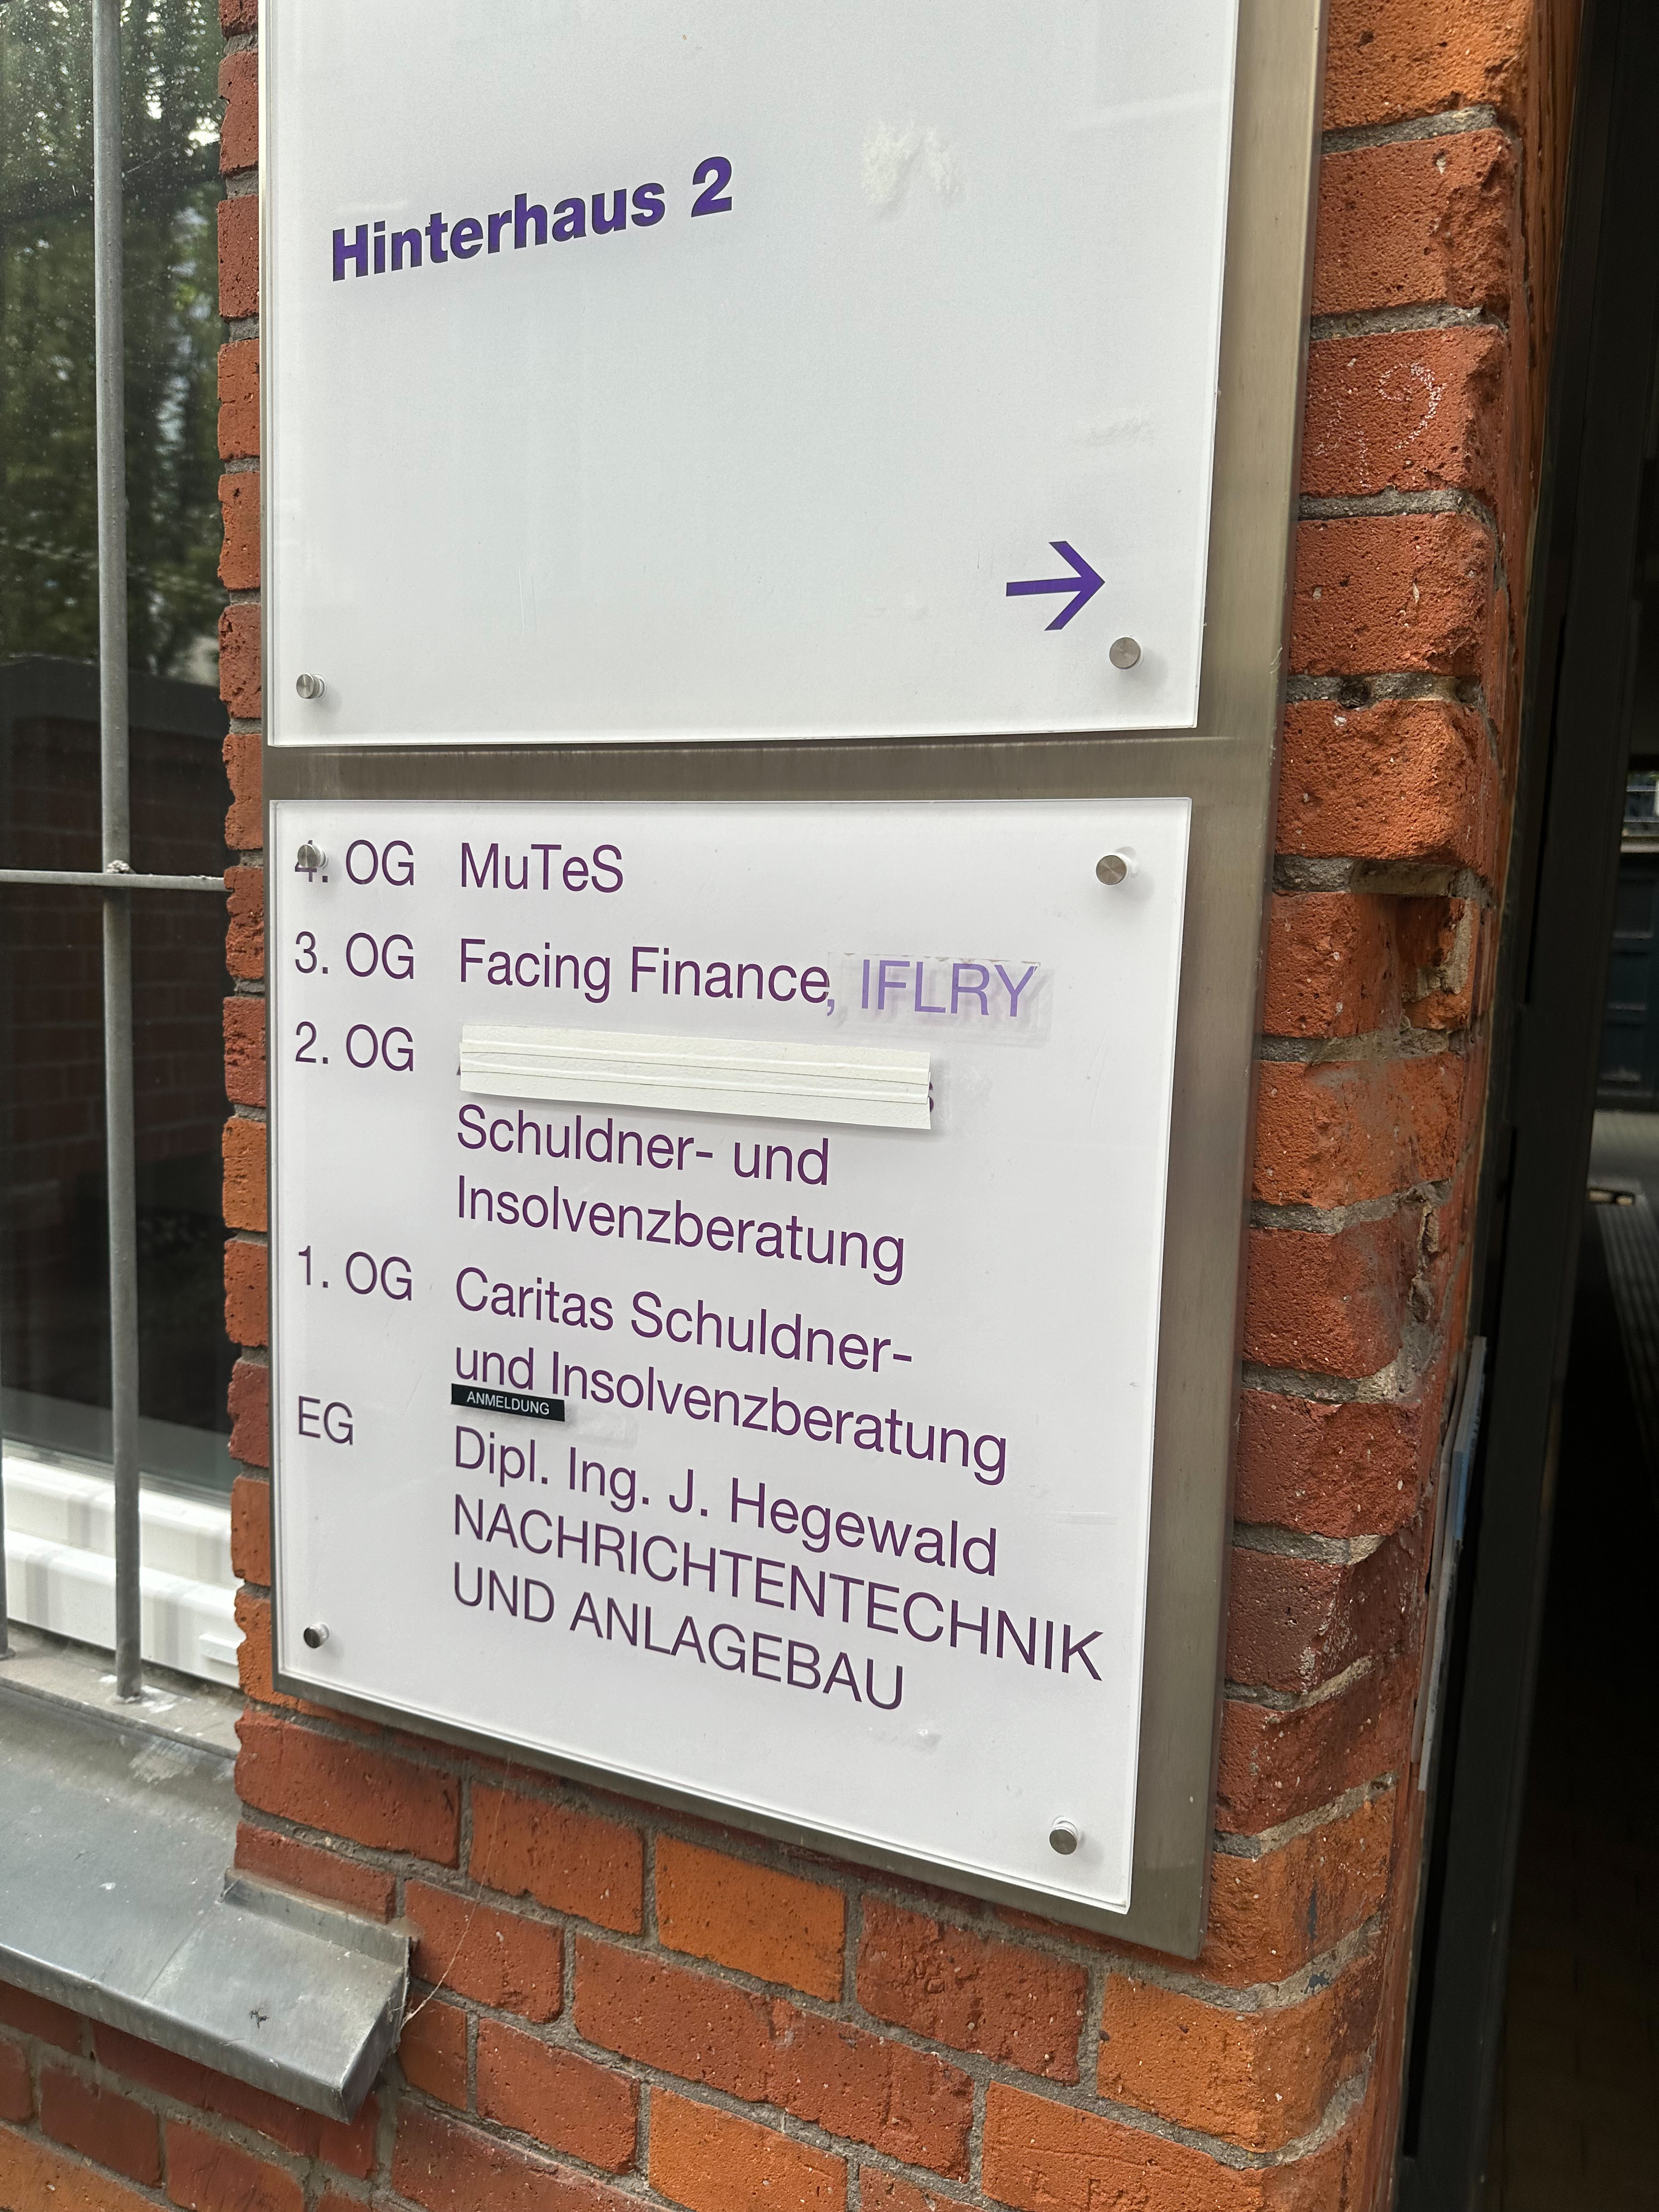 Hinterhaus 2
→
4. OG MuTeS
3. OG Facing Finance, IFLRY
2. OG
Schuldner- und
Insolvenzberatung
1. OG Caritas Schuldner-
und Insolvenzberatung
ANMELDUNG
EG Dipl. Ing. J. Hegewald
NACHRICHTENTECHNIK
UND ANLAGEBAU